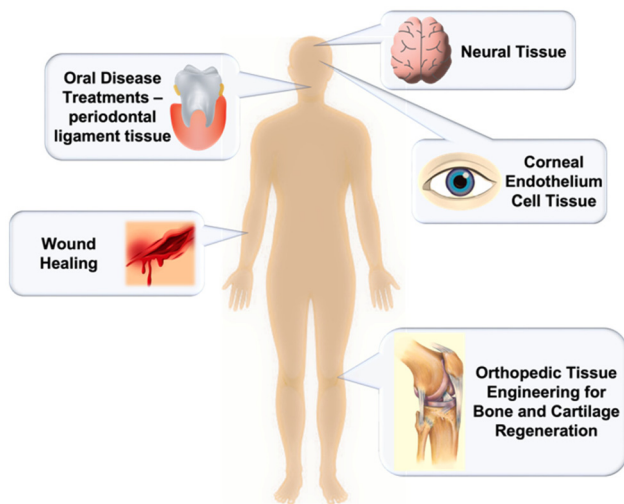 Neural Tissue
Oral Disease
Treatments –
periodontal
ligament tissue
Corneal
Endothelium
Cell Tissue
Wound
Healing
Orthopedic Tissue
Engineering for
Bone and Cartilage
Regeneration